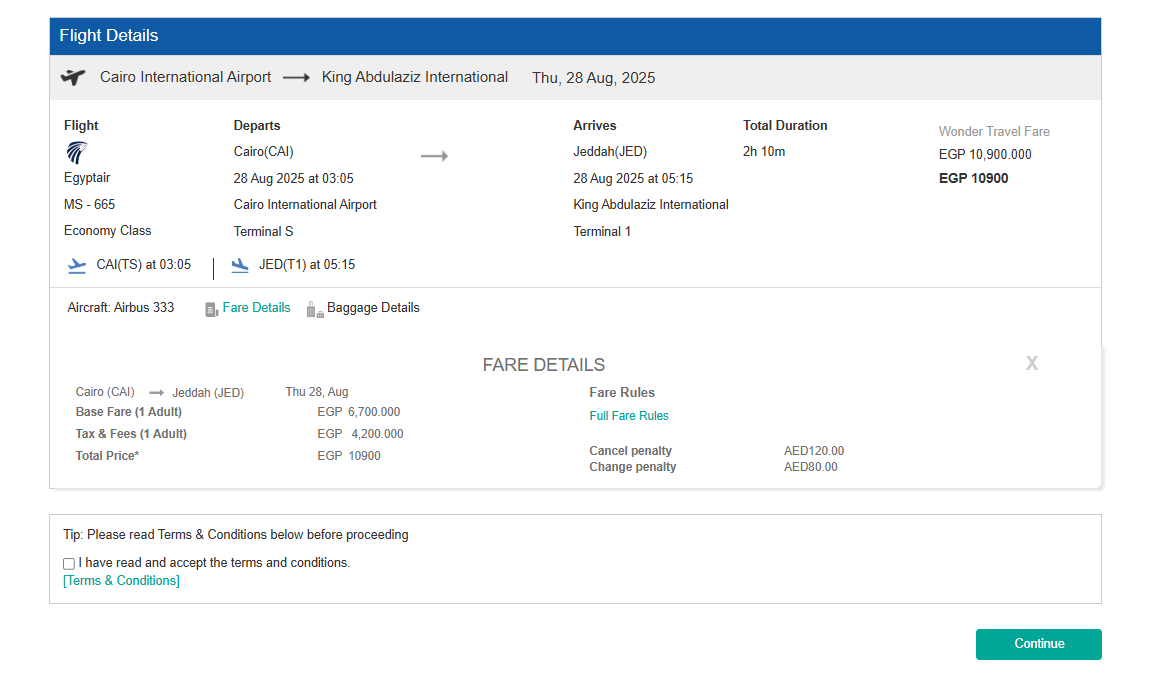 Flight Details
Cairo International Airport King Abdulaziz International Thu, 28 Aug, 2025
Flight Departs Arrives Total Duration
Wonder Travel Fare
Cairo(CAI) Jeddah(JED) 2h 10m
EGP 10,900.000
Egyptair 28 Aug 2025 at 03:05 28 Aug 2025 at 05:15
EGP 10900
MS - 665 Cairo International Airport King Abdulaziz International
Economy Class Terminal S Terminal 1
CAI(TS) at 03:05 JED(T1) at 05:15
Aircraft: Airbus 333 Fare Details Baggage Details
FARE DETAILS X
Cairo (CAI) Jeddah (JED) Thu 28, Aug Fare Rules
Base Fare (1 Adult) EGP 6,700.000 Full Fare Rules
Tax & Fees (1 Adult) EGP 4,200.000
Total Price* EGP 10900 Cancel penalty AED120.00
Change penalty AED80.00
Tip: Please read Terms & Conditions below before proceeding
I have read and accept the terms and conditions.
[Terms & Conditions]
Continue